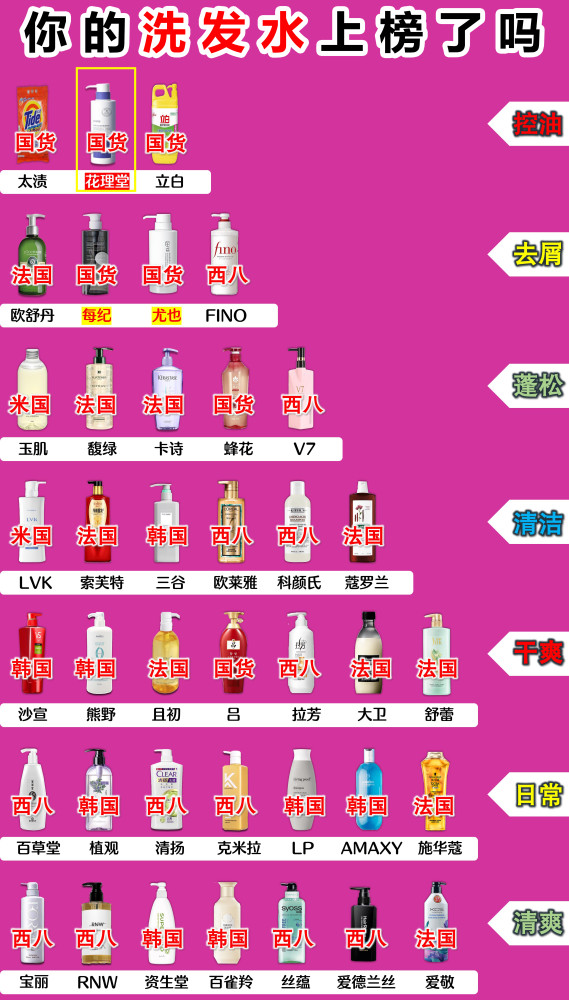 你的洗发水上榜了吗
Tide
国货 国货 国货
控油
太渍 花理堂 立白
fino
法国 国货 国货 西八
去屑
欧舒丹 每纪 尤也 FINO
V7
米国 法国 法国 国货 西八
蓬松
玉肌 馥绿 卡诗 蜂花 V7
LVK
米国 法国 韩国 西八 西八 法国
清洁
LVK 索芙特 三谷 欧莱雅 科颜氏 蔻罗兰
韩国 韩国 法国 国货 西八 法国 法国
干爽
沙宣 熊野 且初 吕 拉芳 大卫 舒蕾
CLEAR
西八 韩国 西八 西八 韩国 韩国 法国
日常
百草堂 植观 清扬 克米拉 LP AMAXY 施华蔻
RNW
syoss
西八 西八 韩国 韩国 西八 西八 法国
清爽
宝丽 RNW 资生堂 百雀羚 丝蕴 爱德兰丝 爱敬